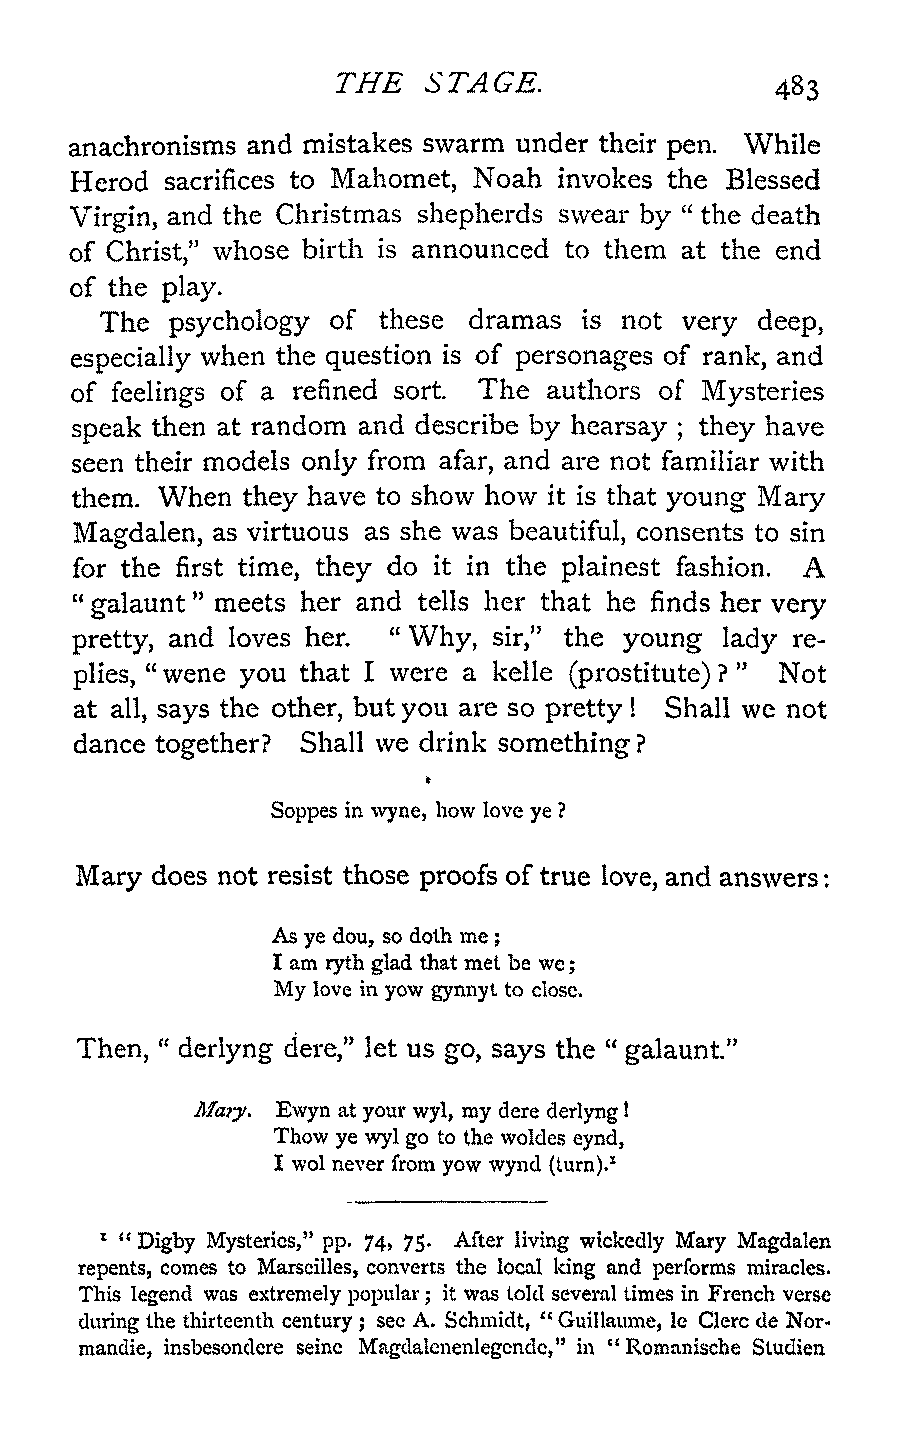 THE STAGE. 483
anachronisms and mistakes swarm under their pen. While
Herod sacrifices to Mahomet, Noah invokes the Blessed
Virgin, and the Christmas shepherds swear by “ the death
of Christ,” whose birth is announced to them at the end
of the play.
The psychology of these dramas is not very deep,
especially when the question is of personages of rank, and
of feelings of a refined sort. The authors of Mysteries
speak then at random and describe by hearsay ; they have
seen their models only from afar, and are not familiar with
them. When they have to show how it is that young Mary
Magdalen, as virtuous as she was beautiful, consents to sin
for the first time, they do it in the plainest fashion. A
“ galaunt ” meets her and tells her that he finds her very
pretty, and loves her. “ Why, sir,” the young lady re-
plies, “ wene you that I were a kelle (prostitute) ? ” Not
at all, says the other, but you are so pretty ! Shall we not
dance together? Shall we drink something ?
Soppes in wyne, how love ye ?
Mary does not resist those proofs of true love, and answers :
As ye dou, so doth me ;
I am ryth glad that met be we ;
My love in yow gynnyt to close.
Then, “ derlyng dere,” let us go, says the “ galaunt.”
Mary. Ewyn at your wyl, my dere derlyng !
Thow ye wyl go to the woldes eynd,
I wol never from yow wynd (turn).¹
¹ “ Digby Mysteries,” pp. 74, 75. After living wickedly Mary Magdalen
repents, comes to Marseilles, converts the local king and performs miracles.
This legend was extremely popular ; it was told several times in French verse
during the thirteenth century ; see A. Schmidt, “ Guillaume, le Clerc de Nor-
mandie, insbesondere seine Magdalenenlegende,” in “ Romanische Studien